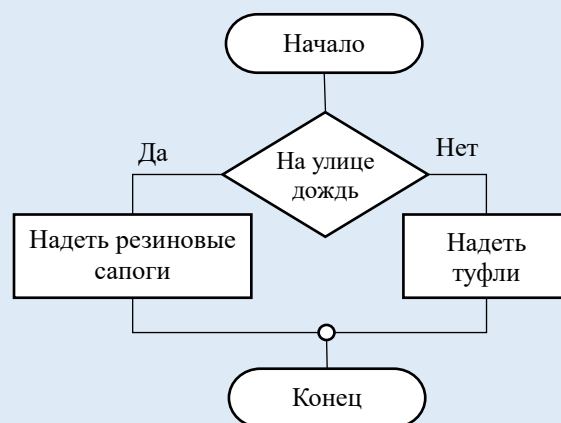 Начало
Да
Нет
На улице
дождь
Надеть резиновые
сапоги
Надеть
туфли
Конец